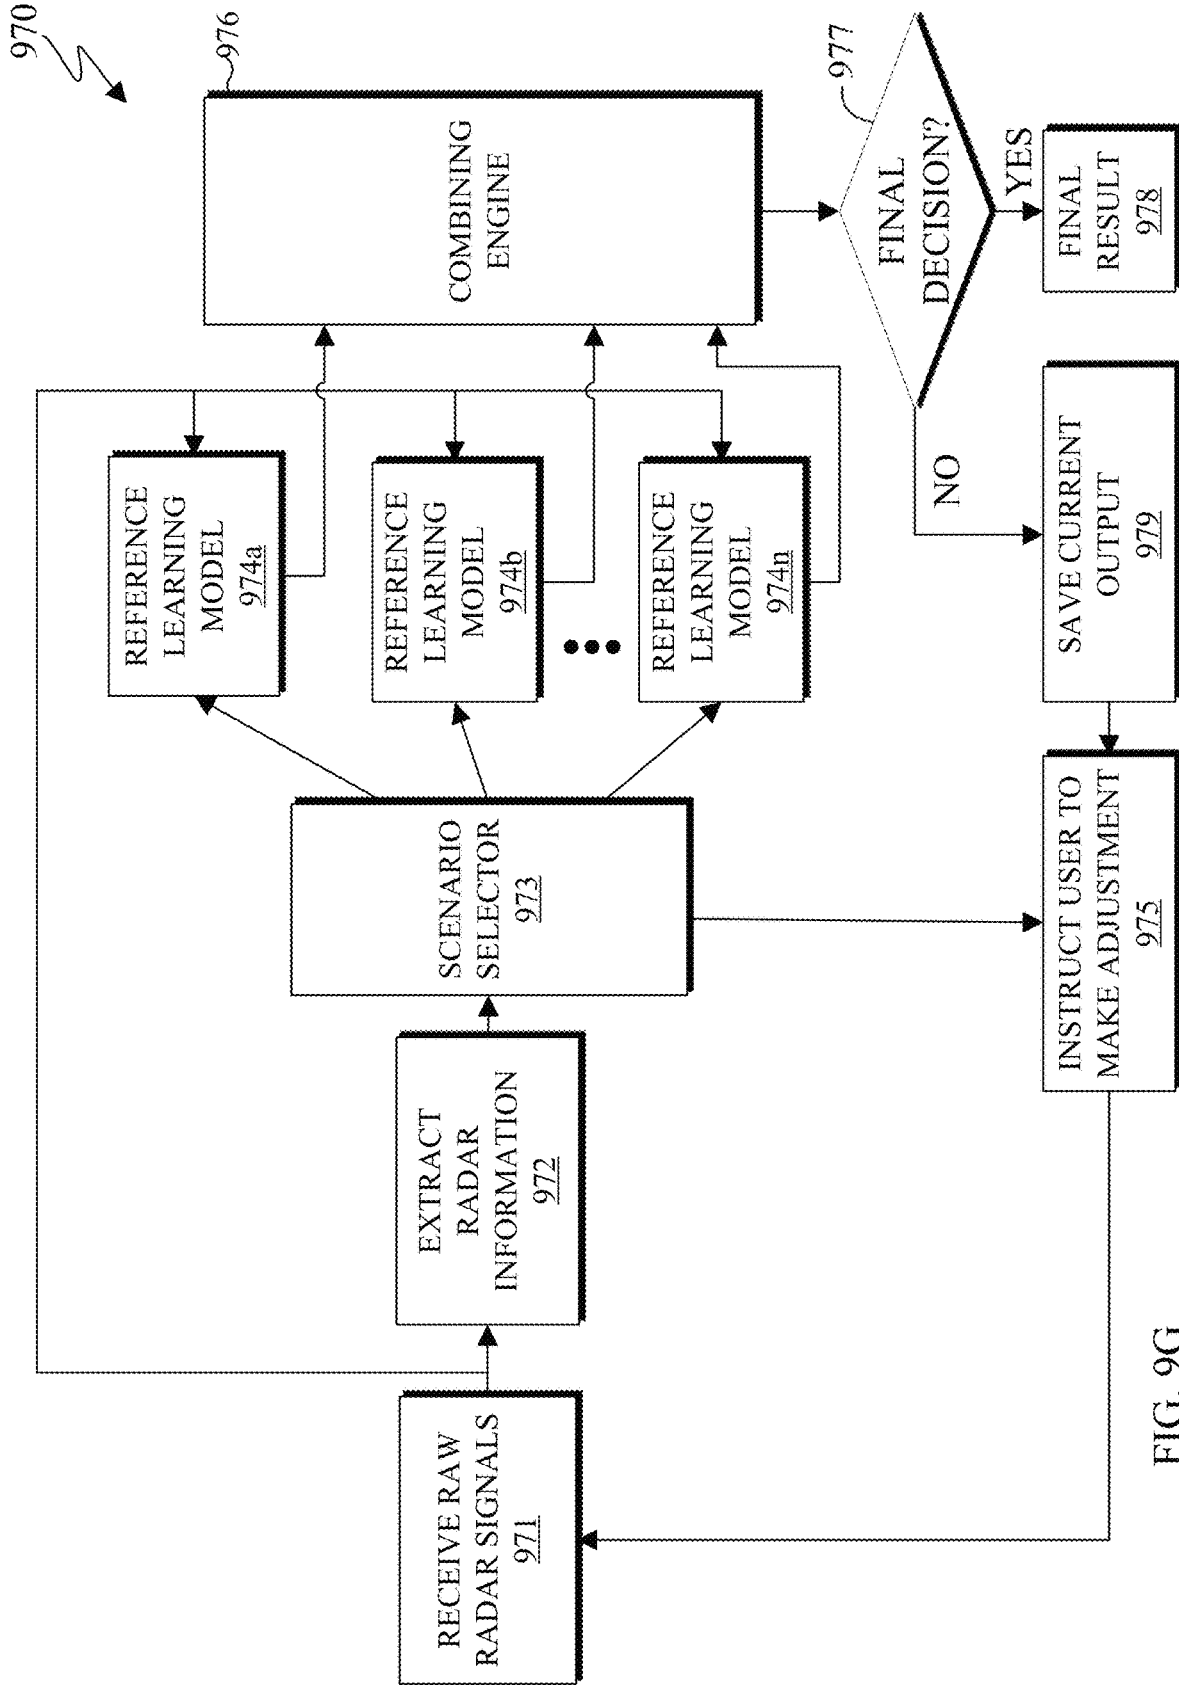 970
RECEIVE RAW
RADAR SIGNALS
971
EXTRACT
RADAR
INFORMATION
972
SCENARIO
SELECTOR
973
REFERENCE
LEARNING
MODEL
974a
REFERENCE
LEARNING
MODEL
974b
REFERENCE
LEARNING
MODEL
974n
976
COMBINING
ENGINE
977
FINAL
DECISION?
YES
FINAL
RESULT
978
NO
SAVE CURRENT
OUTPUT
979
INSTRUCT USER TO
MAKE ADJUSTMENT
975
FIG. 9G